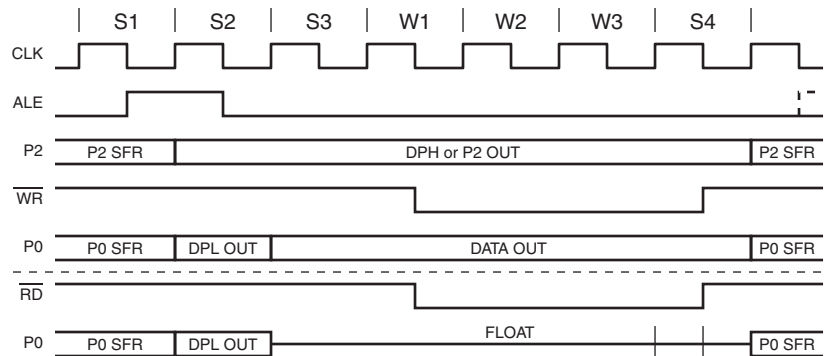 S1 S2 S3 W1 W2 W3 S4
CLK
ALE
P2 P2 SFR DPH or P2 OUT P2 SFR
WR
P0 P0 SFR DPL OUT DATA OUT P0 SFR
RD
P0 P0 SFR DPL OUT FLOAT P0 SFR